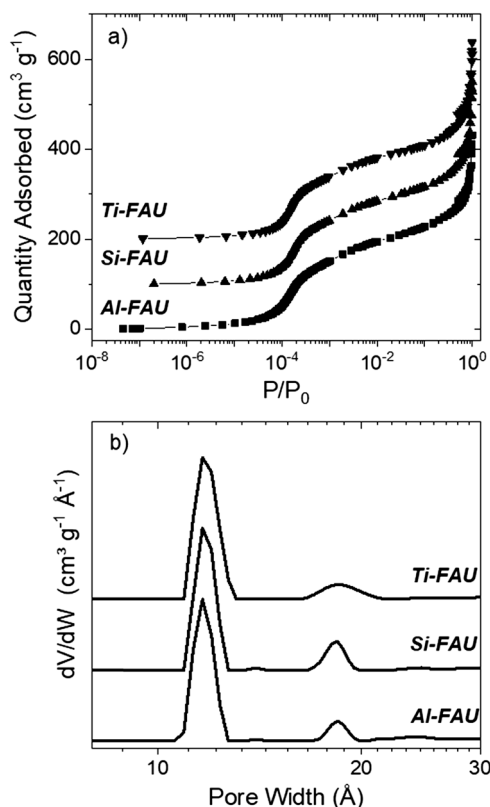 a)
Quantity Adsorbed (cm³ g⁻¹)
600
400
200
0
Ti-FAU
Si-FAU
Al-FAU
10⁻⁸ 10⁻⁶ 10⁻⁴ 10⁻² 10⁰
P/P₀
b)
dV/dW (cm³ g⁻¹ Å⁻¹)
Ti-FAU
Si-FAU
Al-FAU
10 20 30
Pore Width (Å)